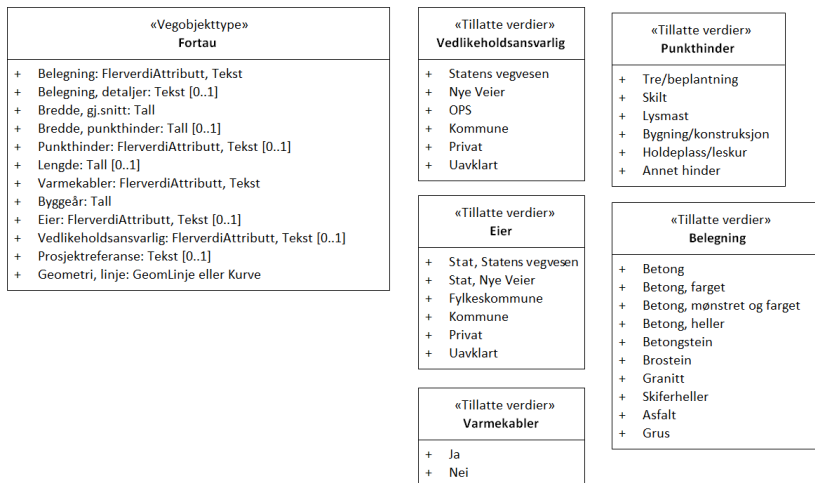 «Vegobjekttype»
Fortau
+ Belegning: FlerverdiAttributt, Tekst
+ Belegning, detaljer: Tekst [0..1]
+ Bredde, gj.snitt: Tall
+ Bredde, punkthinder: Tall [0..1]
+ Punkthinder: FlerverdiAttributt, Tekst [0..1]
+ Lengde: Tall [0..1]
+ Varmekabler: FlerverdiAttributt, Tekst
+ Byggeår: Tall
+ Eier: FlerverdiAttributt, Tekst [0..1]
+ Vedlikeholdsansvarlig: FlerverdiAttributt, Tekst [0..1]
+ Prosjektreferanse: Tekst [0..1]
+ Geometri, linje: GeomLinje eller Kurve
«Tillatte verdier»
Vedlikeholdsansvarlig
+ Statens vegvesen
+ Nye Veier
+ OPS
+ Kommune
+ Privat
+ Uavklart
«Tillatte verdier»
Eier
+ Stat, Statens vegvesen
+ Stat, Nye Veier
+ Fylkeskommune
+ Kommune
+ Privat
+ Uavklart
«Tillatte verdier»
Varmekabler
+ Ja
+ Nei
«Tillatte verdier»
Punkthinder
+ Tre/beplantning
+ Skilt
+ Lysmast
+ Bygning/konstruksjon
+ Holdeplass/leskur
+ Annet hinder
«Tillatte verdier»
Belegning
+ Betong
+ Betong, farget
+ Betong, mønstret og farget
+ Betong, heller
+ Betongstein
+ Brostein
+ Granitt
+ Skiferheller
+ Asfalt
+ Grus